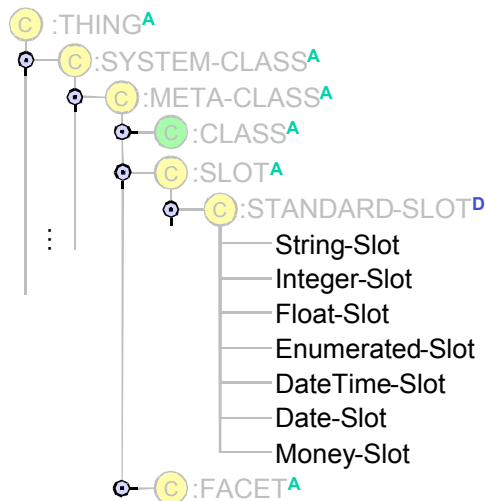 C :THING A
C :SYSTEM-CLASS A
C :META-CLASS A
C :CLASS A
C :SLOT A
C :STANDARD-SLOT D
String-Slot
Integer-Slot
Float-Slot
Enumerated-Slot
DateTime-Slot
Date-Slot
Money-Slot
C :FACET A